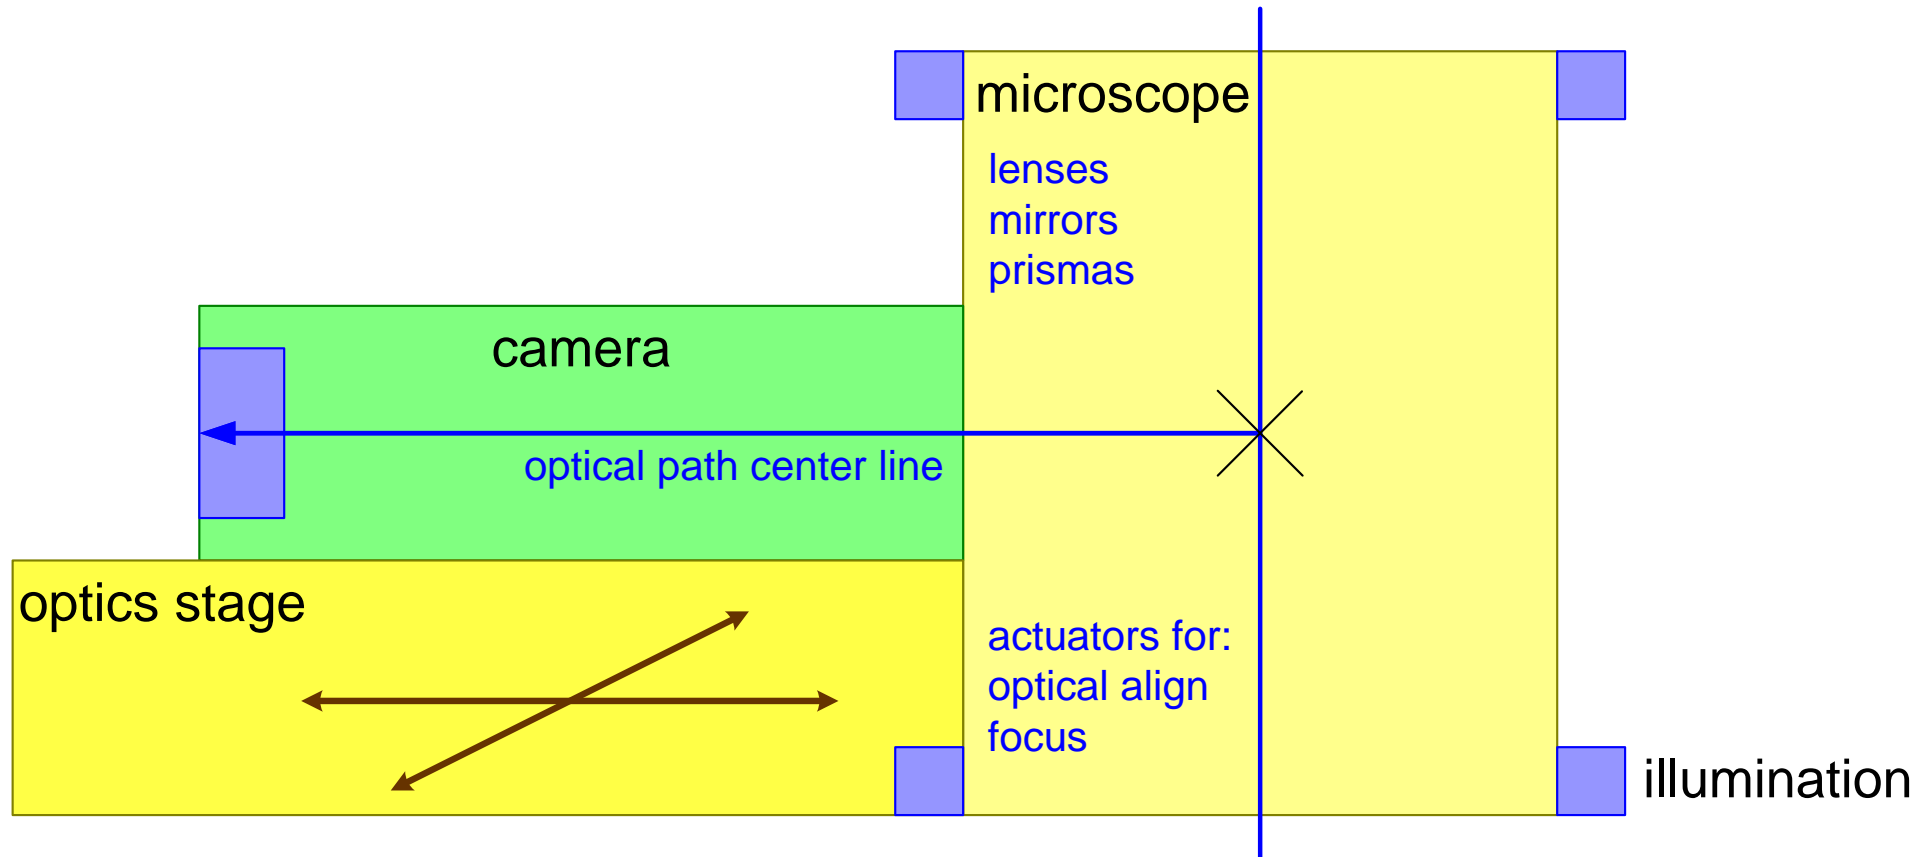 microscope
lenses
mirrors
prismas
camera
optical path center line
optics stage
actuators for:
optical align
focus
illumination